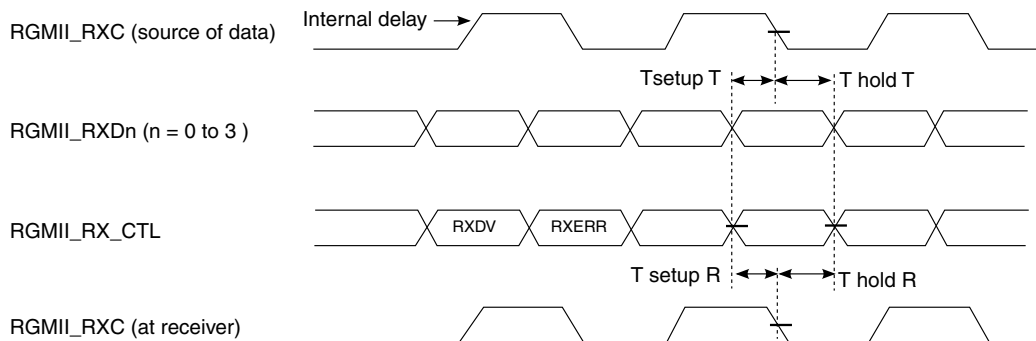 Internal delay
RGMII_RXC (source of data)
Tsetup T
T hold T
RGMII_RXDn (n = 0 to 3 )
RGMII_RX_CTL
RXDV
RXERR
T setup R
T hold R
RGMII_RXC (at receiver)